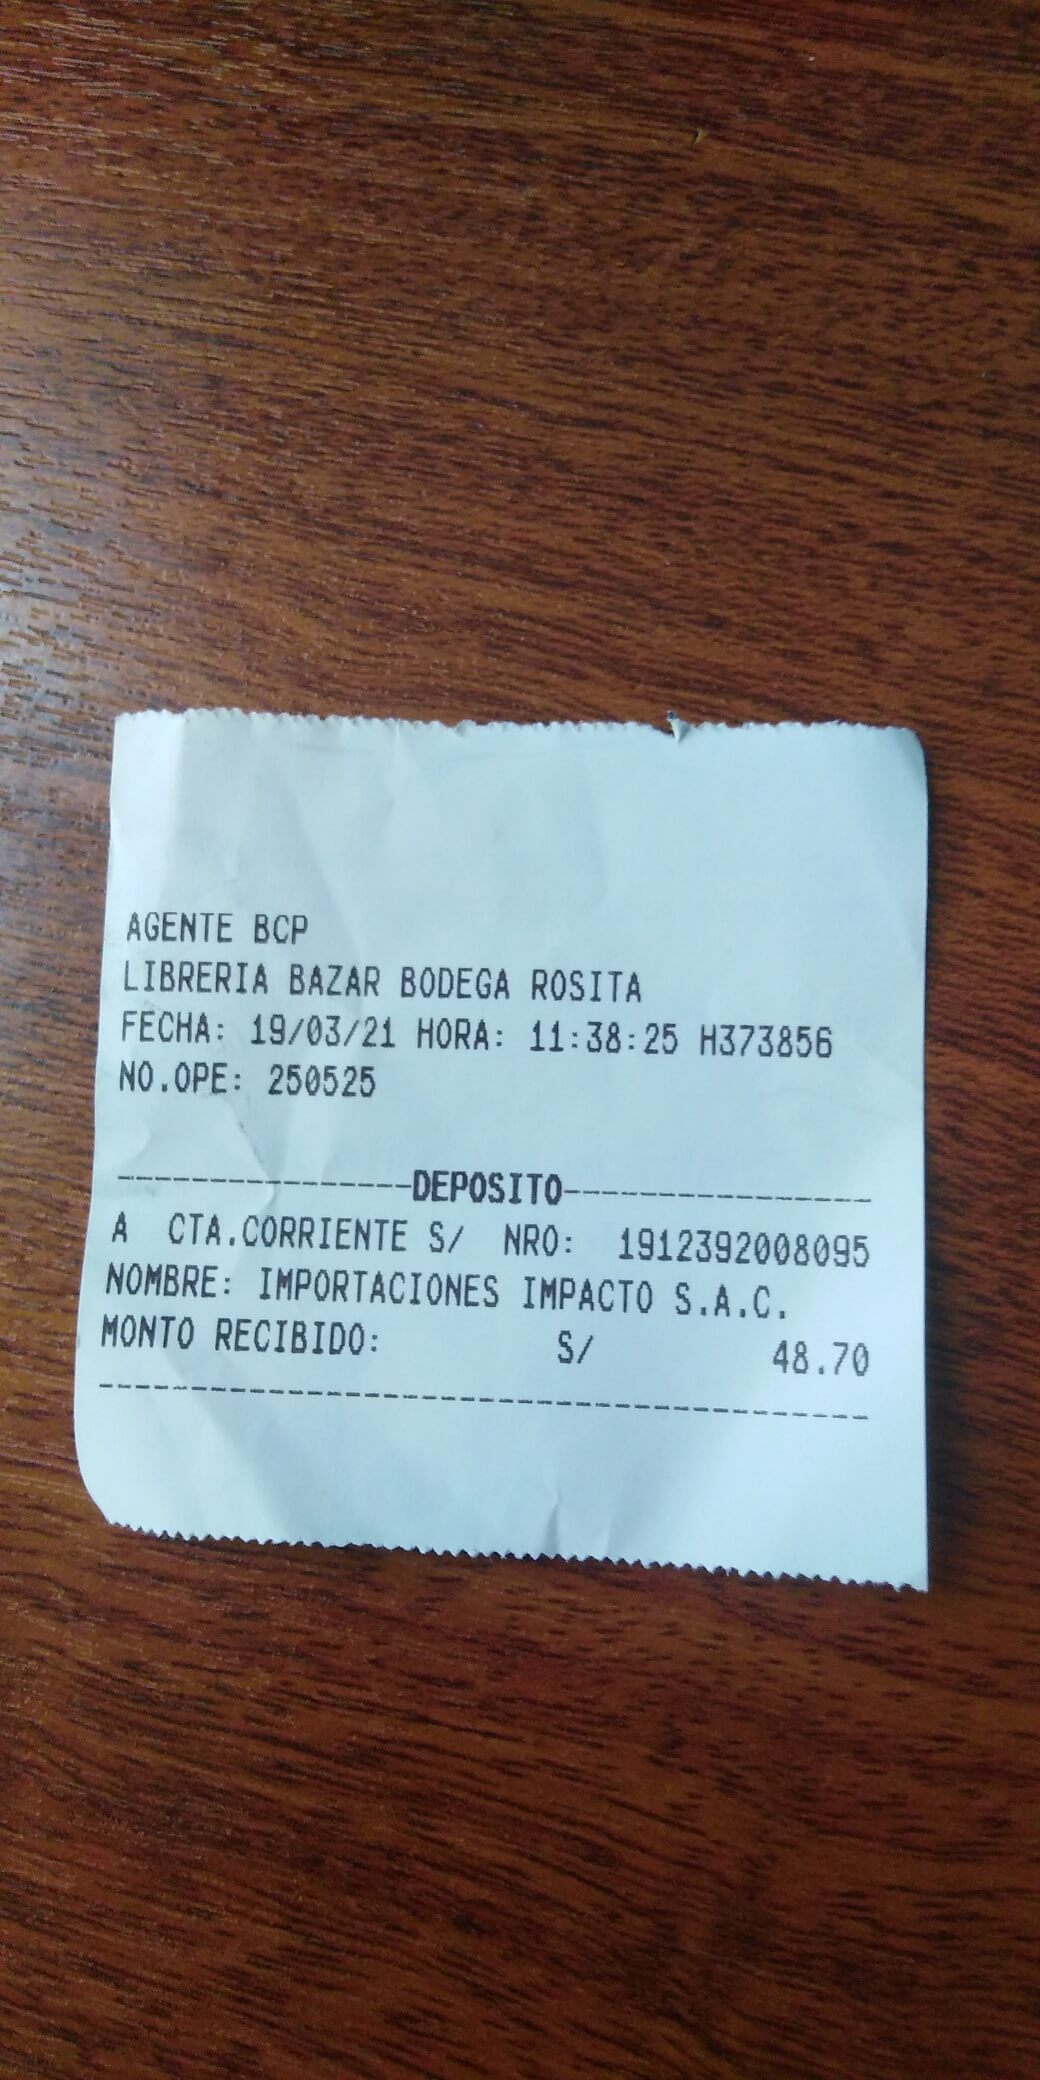 AGENTE BCP
LIBRERIA BAZAR BODEGA ROSITA
FECHA: 19/03/21 HORA: 11:38:25 H373856
NO.OPE: 250525
----------------DEPOSITO-----------------
A CTA.CORRIENTE S/ NRO: 1912392008095
NOMBRE: IMPORTACIONES IMPACTO S.A.C.
MONTO RECIBIDO: S/ 48.70
-----------------------------------------